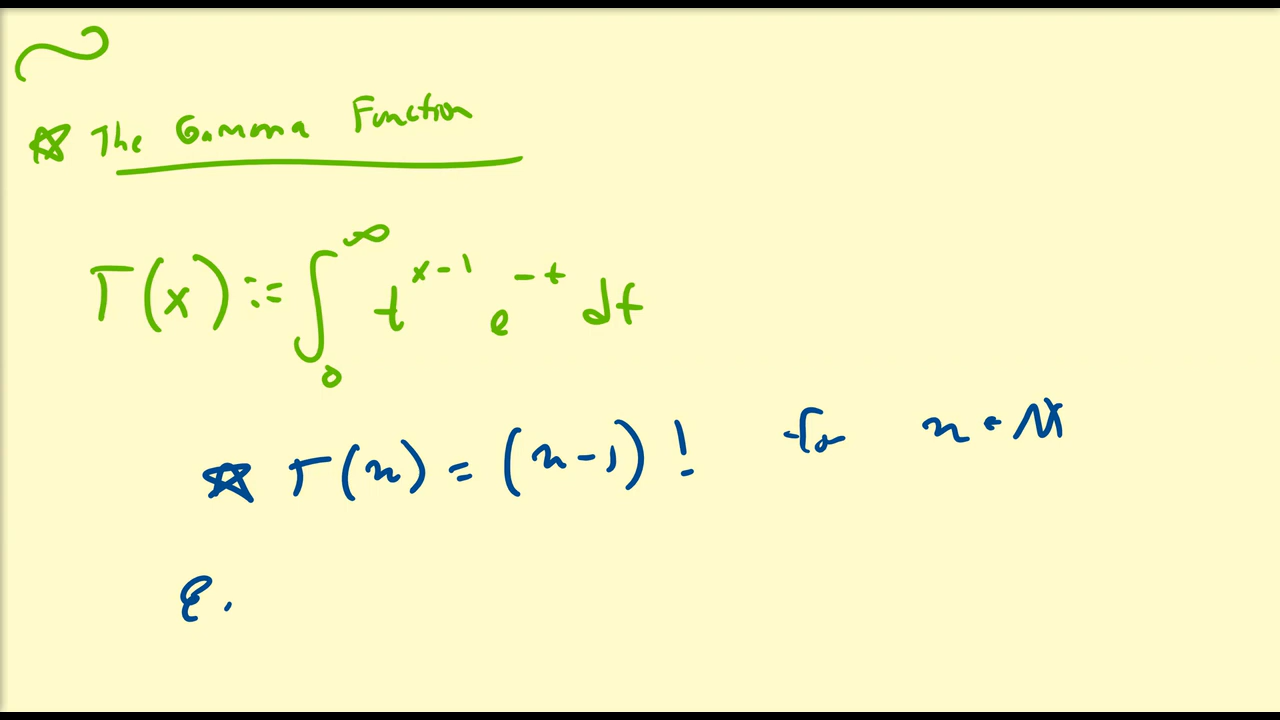 ☆ The Gamma Function
Γ(x) := ∫₀^∞ t^(x-1) e^(-t) dt
☆ Γ(n) = (n-1)! for n ∈ ℕ
e.